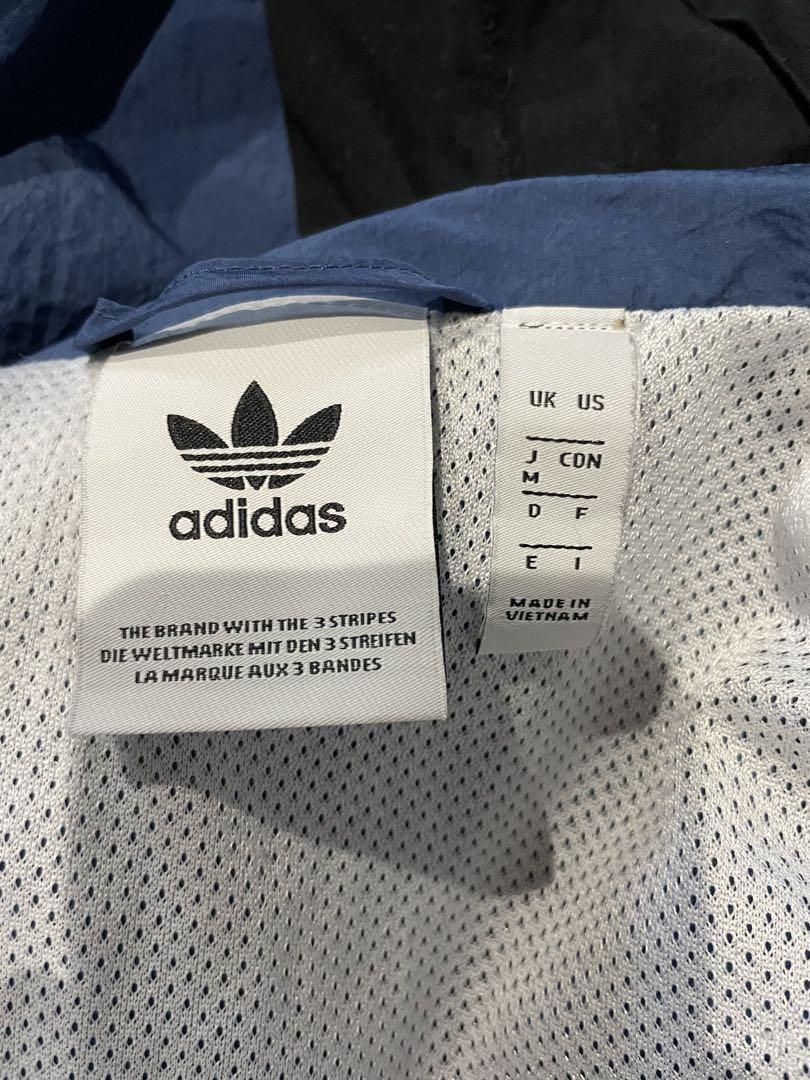 adidas
THE BRAND WITH THE 3 STRIPES
DIE WELTMARKE MIT DEN 3 STREIFEN
LA MARQUE AUX 3 BANDES
UK US
J CDN
M
D F
E I
MADE IN
VIETNAM